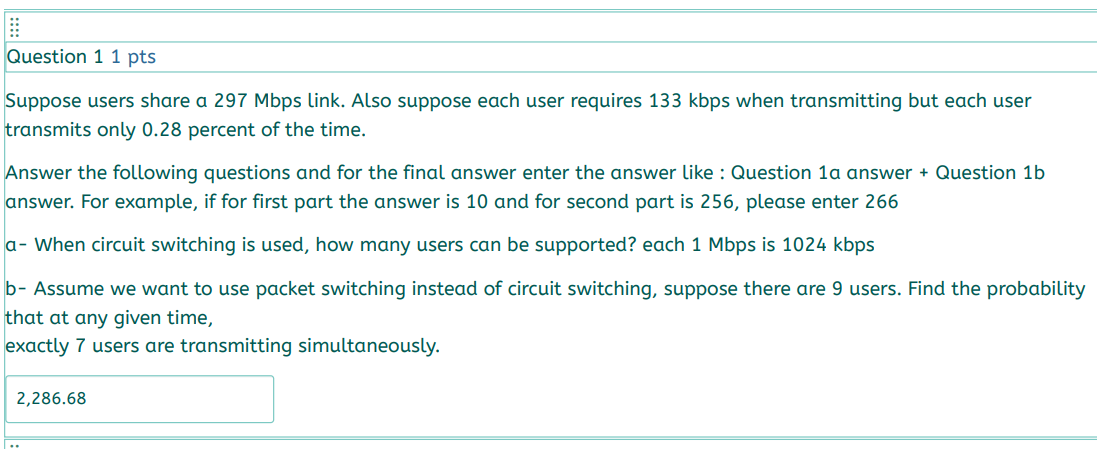 Question 1 1 pts
Suppose users share a 297 Mbps link. Also suppose each user requires 133 kbps when transmitting but each user
transmits only 0.28 percent of the time.
Answer the following questions and for the final answer enter the answer like : Question 1a answer + Question 1b
answer. For example, if for first part the answer is 10 and for second part is 256, please enter 266
a- When circuit switching is used, how many users can be supported? each 1 Mbps is 1024 kbps
b- Assume we want to use packet switching instead of circuit switching, suppose there are 9 users. Find the probability
that at any given time,
exactly 7 users are transmitting simultaneously.
2,286.68